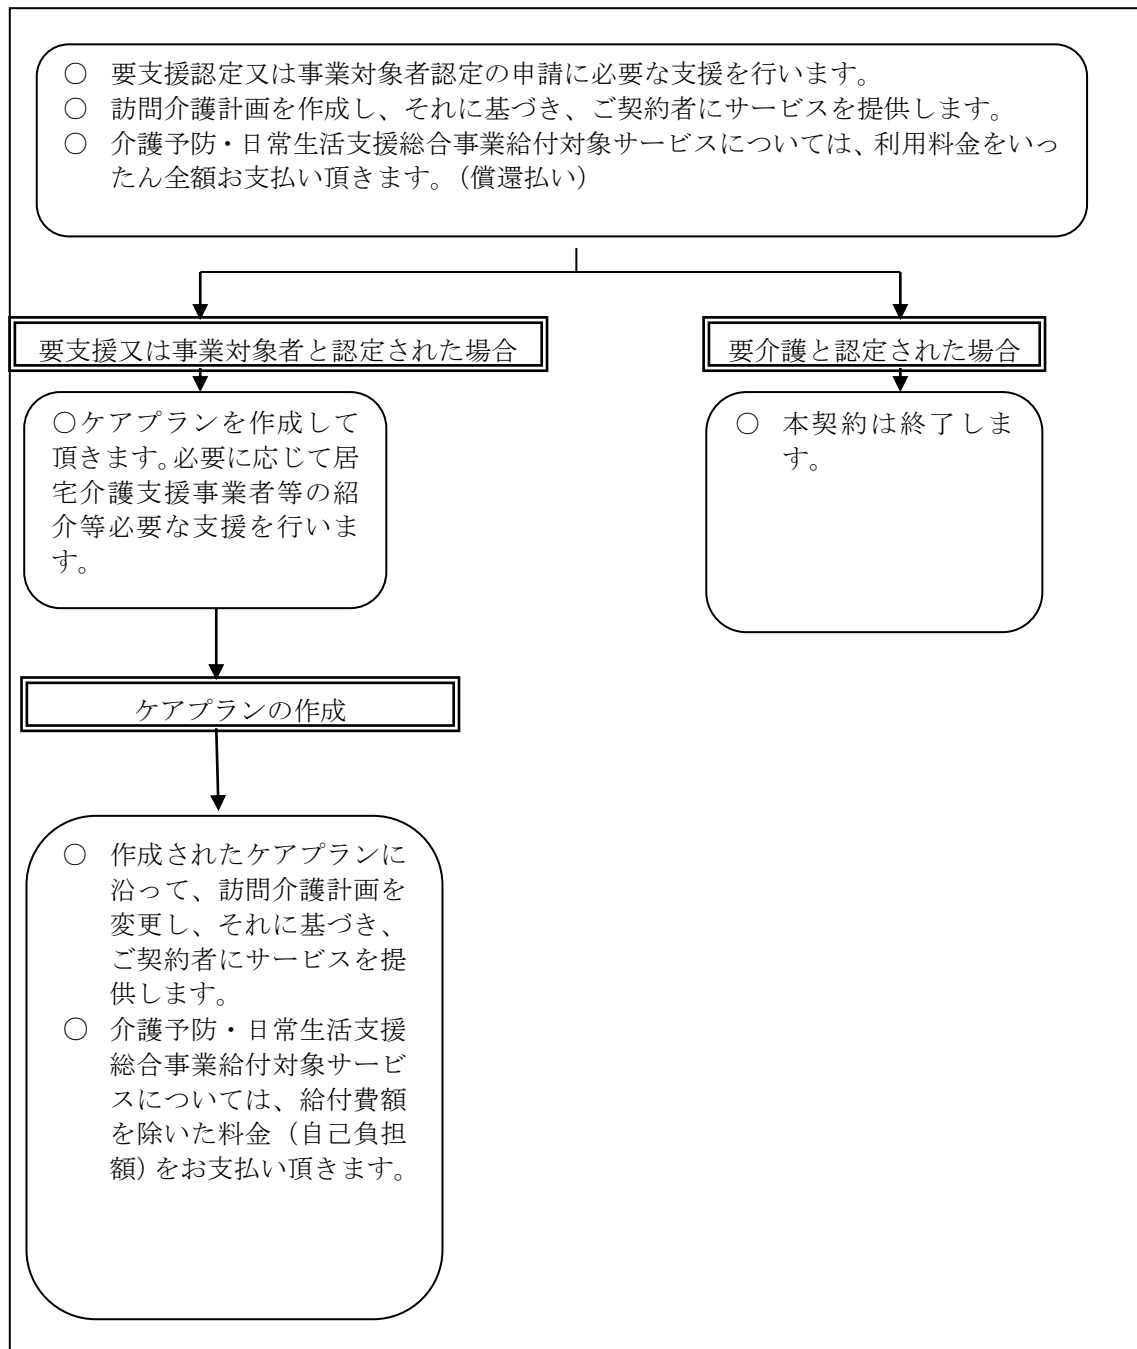 ○ 要支援認定又は事業対象者認定の申請に必要な支援を行います。
○ 訪問介護計画を作成し、それに基づき、ご契約者にサービスを提供します。
○ 介護予防・日常生活支援総合事業給付対象サービスについては、利用料金をいっ
たん全額お支払い頂きます。（償還払い）
要支援又は事業対象者と認定された場合
○ケアプランを作成して
頂きます。必要に応じて居
宅介護支援事業者等の紹
介等必要な支援を行いま
す。
ケアプランの作成
○ 作成されたケアプランに
沿って、訪問介護計画を
変更し、それに基づき、
ご契約者にサービスを提
供します。
○ 介護予防・日常生活支援
総合事業給付対象サービ
スについては、給付費額
を除いた料金（自己負担
額）をお支払い頂きます。
要介護と認定された場合
○ 本契約は終了しま
す。